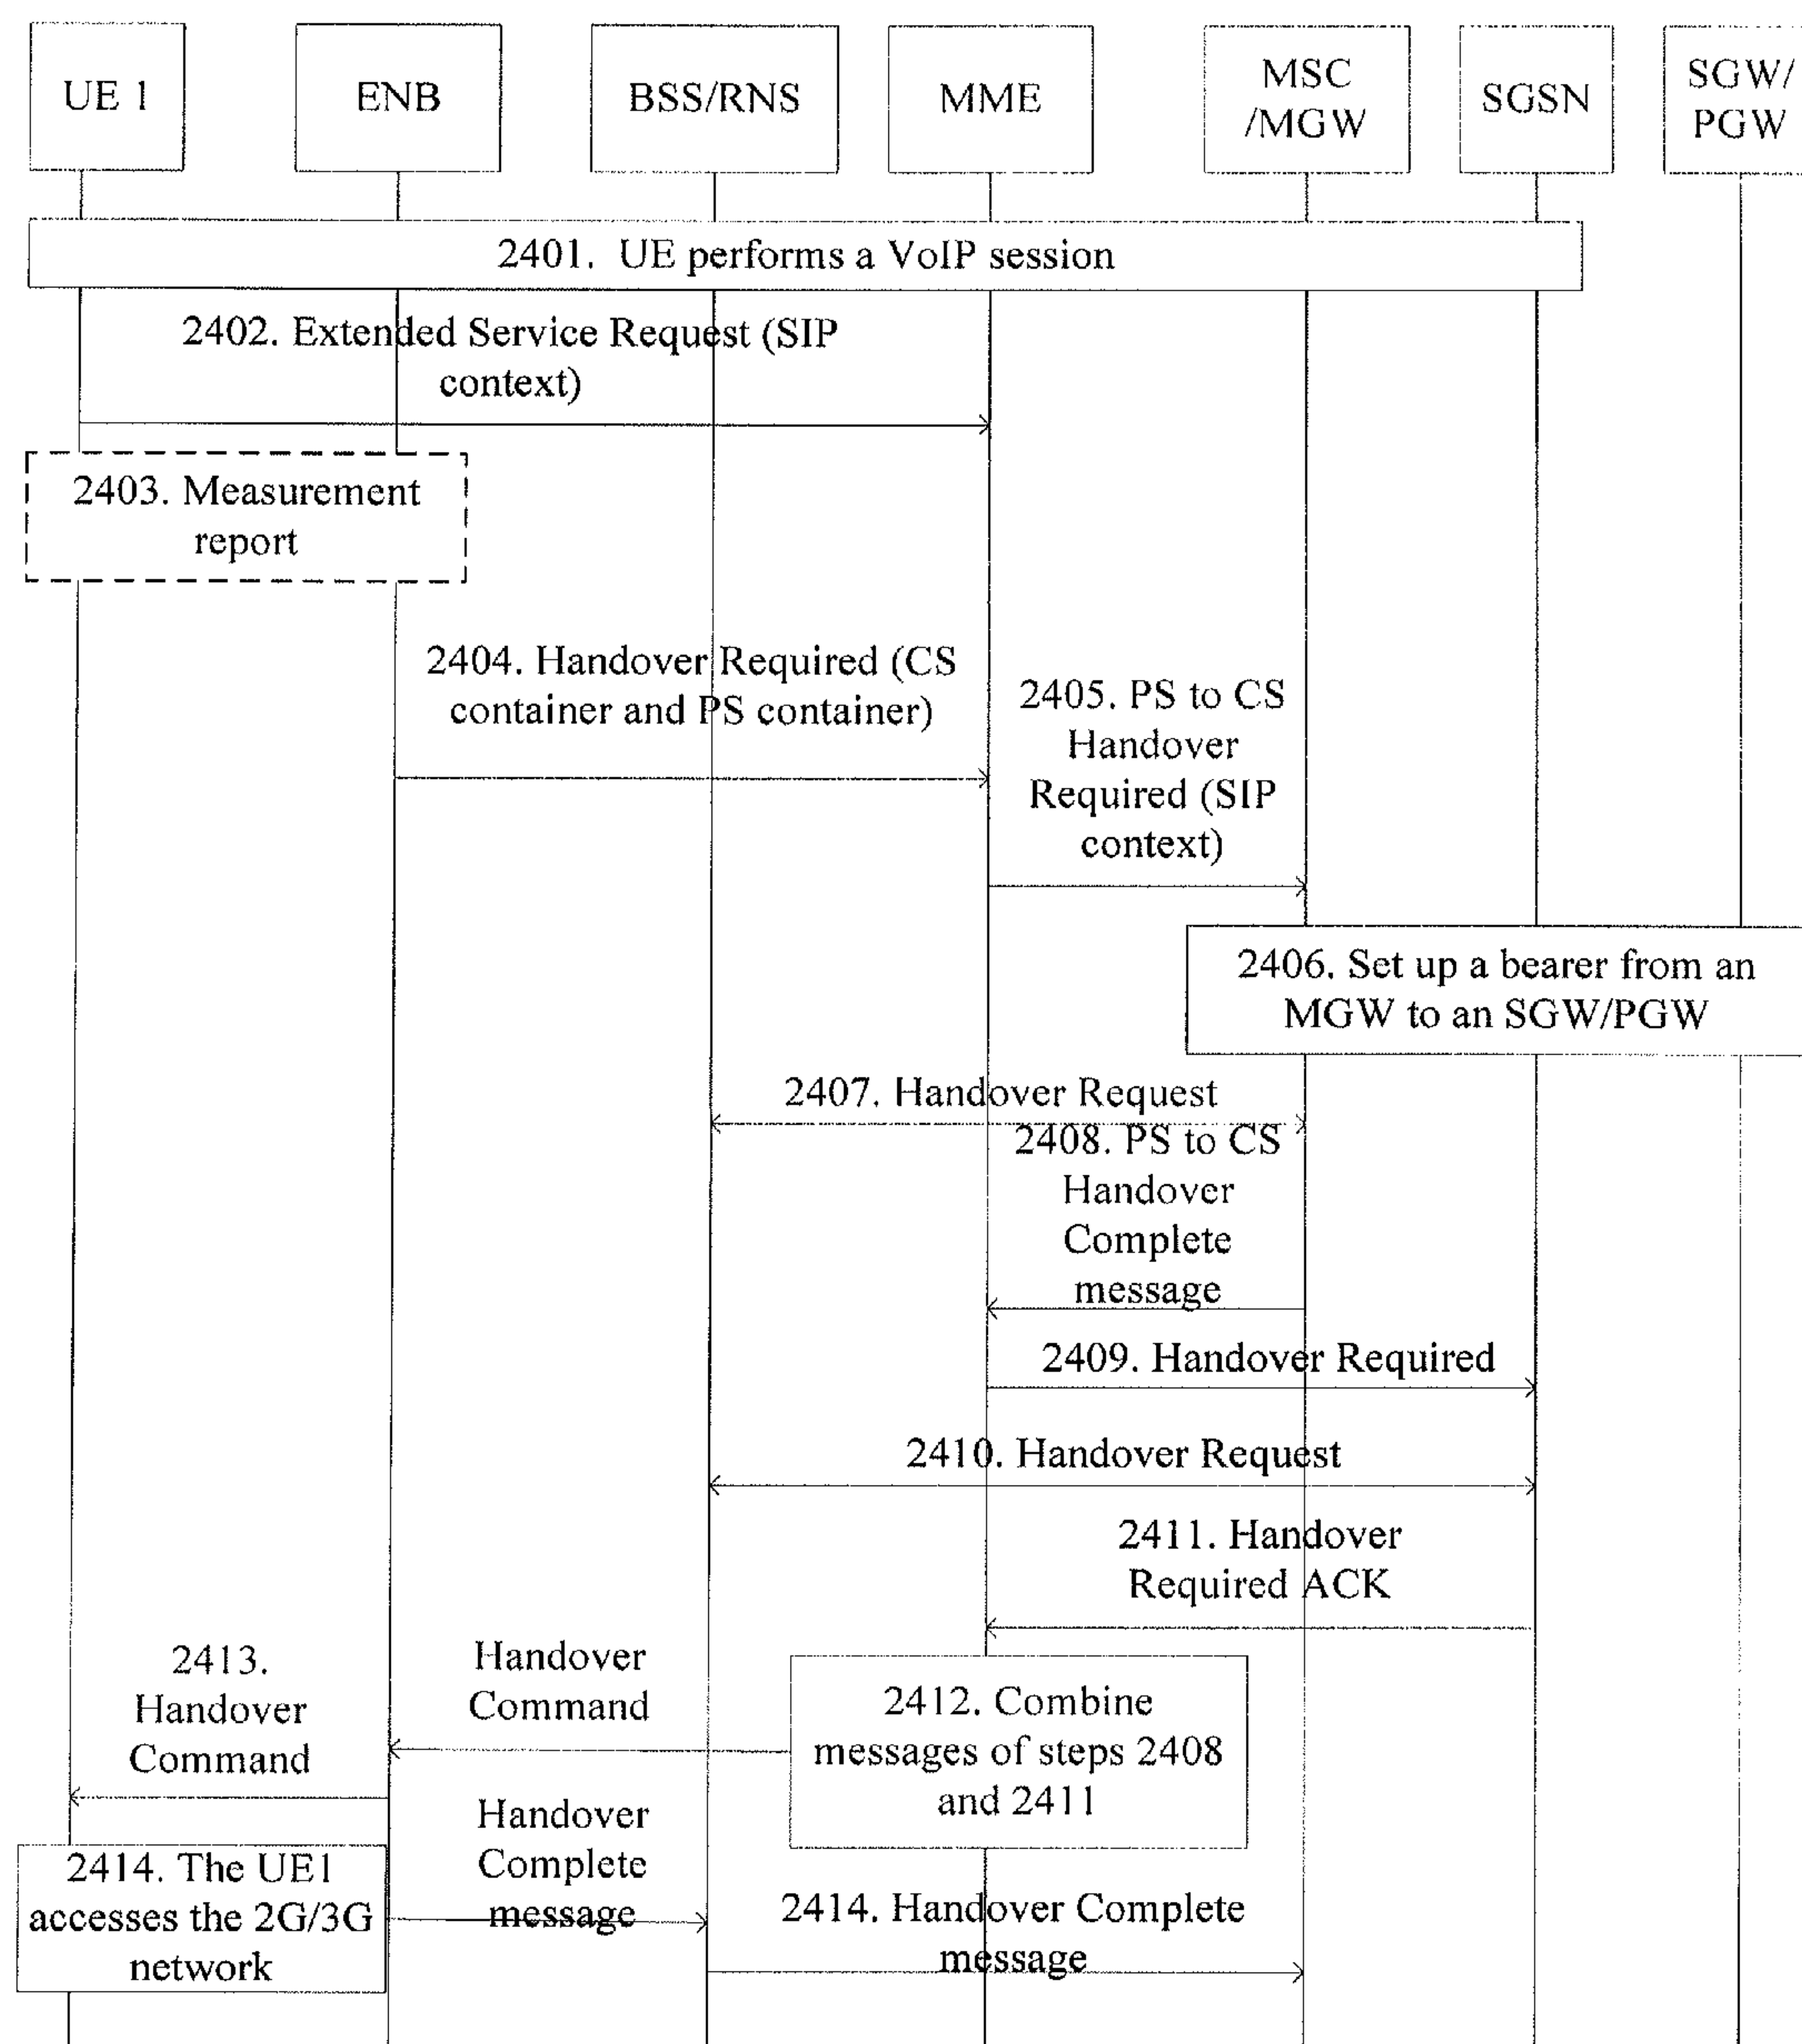 UE 1
ENB
BSS/RNS
MME
MSC
/MGW
SGSN
SGW/
PGW
2401. UE performs a VoIP session
2402. Extended Service Request (SIP
context)
2403. Measurement
report
2404. Handover Required (CS
container and PS container)
2405. PS to CS
Handover
Required (SIP
context)
2406. Set up a bearer from an
MGW to an SGW/PGW
2407. Handover Request
2408. PS to CS
Handover
Complete
message
2409. Handover Required
2410. Handover Request
2411. Handover
Required ACK
2412. Combine
messages of steps 2408
and 2411
Handover
Command
2413.
Handover
Command
2414. The UE1
accesses the 2G/3G
network
Handover
Complete
message
2414. Handover Complete
message